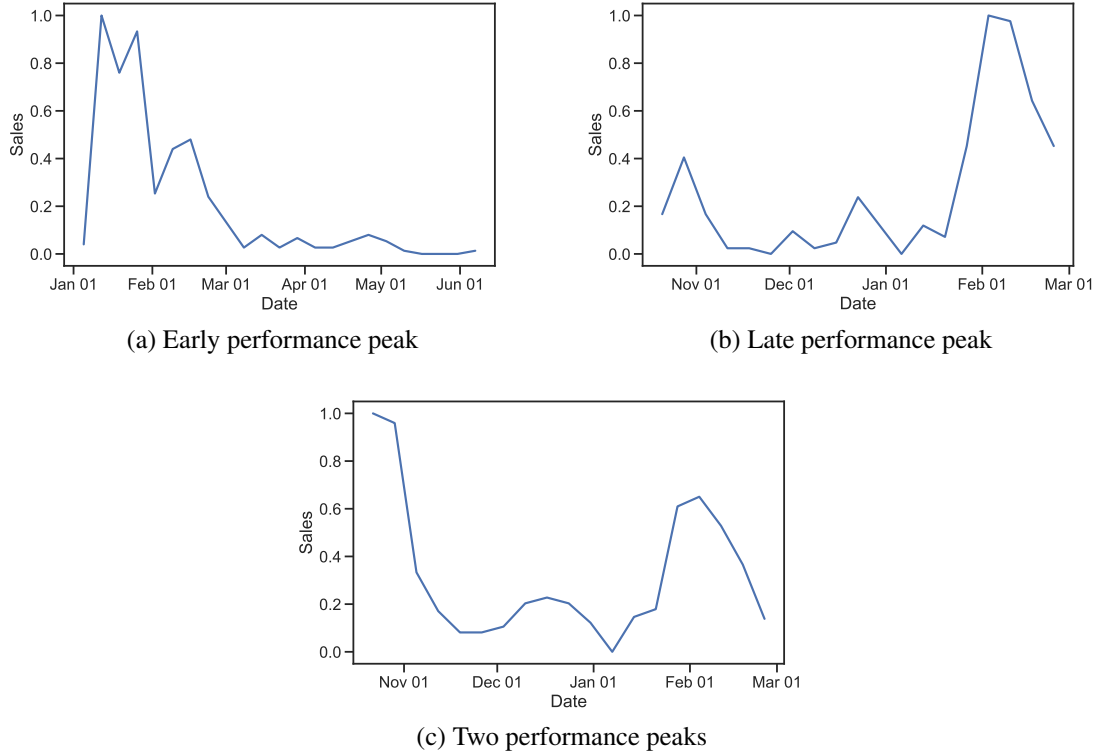 1.0
0.8
0.6
0.4
0.2
0.0
Sales
Jan 01 Feb 01 Mar 01 Apr 01 May 01 Jun 01
Date
(a) Early performance peak
1.0
0.8
0.6
0.4
0.2
0.0
Sales
Nov 01 Dec 01 Jan 01 Feb 01 Mar 01
Date
(b) Late performance peak
1.0
0.8
0.6
0.4
0.2
0.0
Sales
Nov 01 Dec 01 Jan 01 Feb 01 Mar 01
Date
(c) Two performance peaks